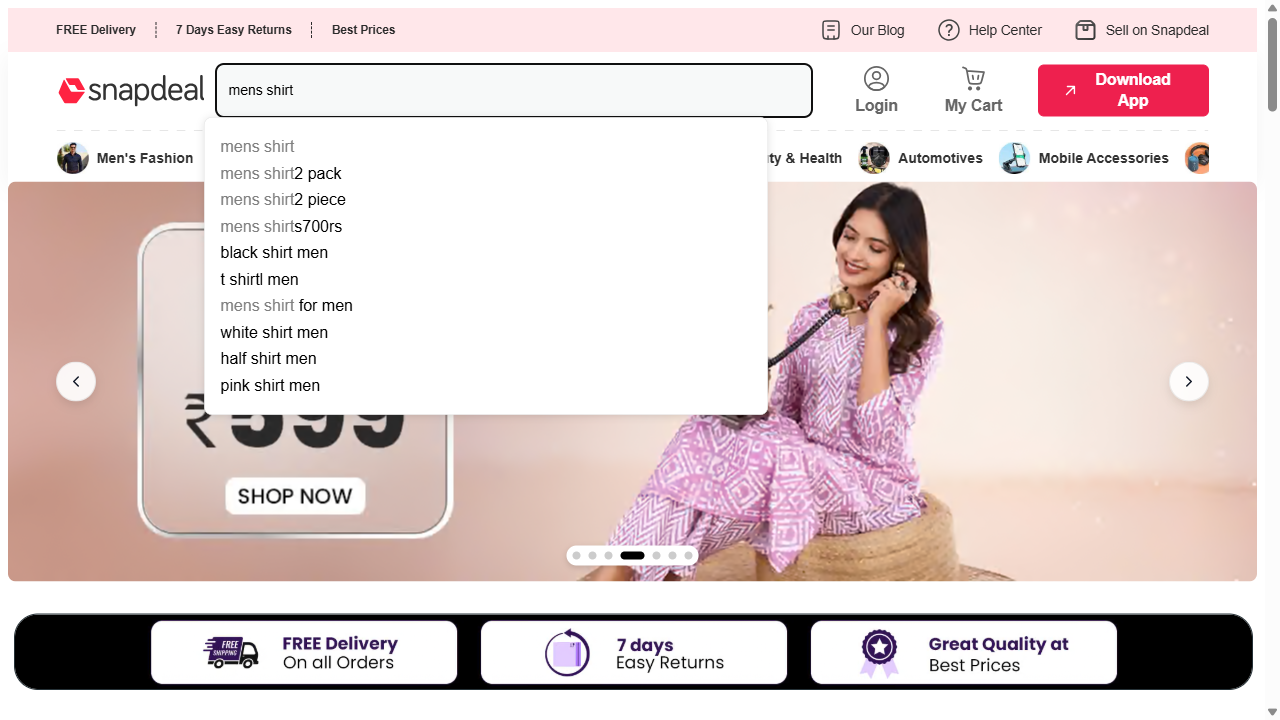 FREE Delivery
7 Days Easy Returns
Best Prices
Our Blog
Help Center
Sell on Snapdeal
snapdeal
mens shirt
Login
My Cart
Download
App
mens shirt
mens shirt2 pack
mens shirt2 piece
mens shirts700rs
black shirt men
t shirtl men
mens shirt for men
white shirt men
half shirt men
pink shirt men
Men's Fashion
ty & Health
Automotives
Mobile Accessories
₹599
SHOP NOW
FREE
SHIPPING
FREE Delivery
On all Orders
7 days
Easy Returns
Great Quality at
Best Prices